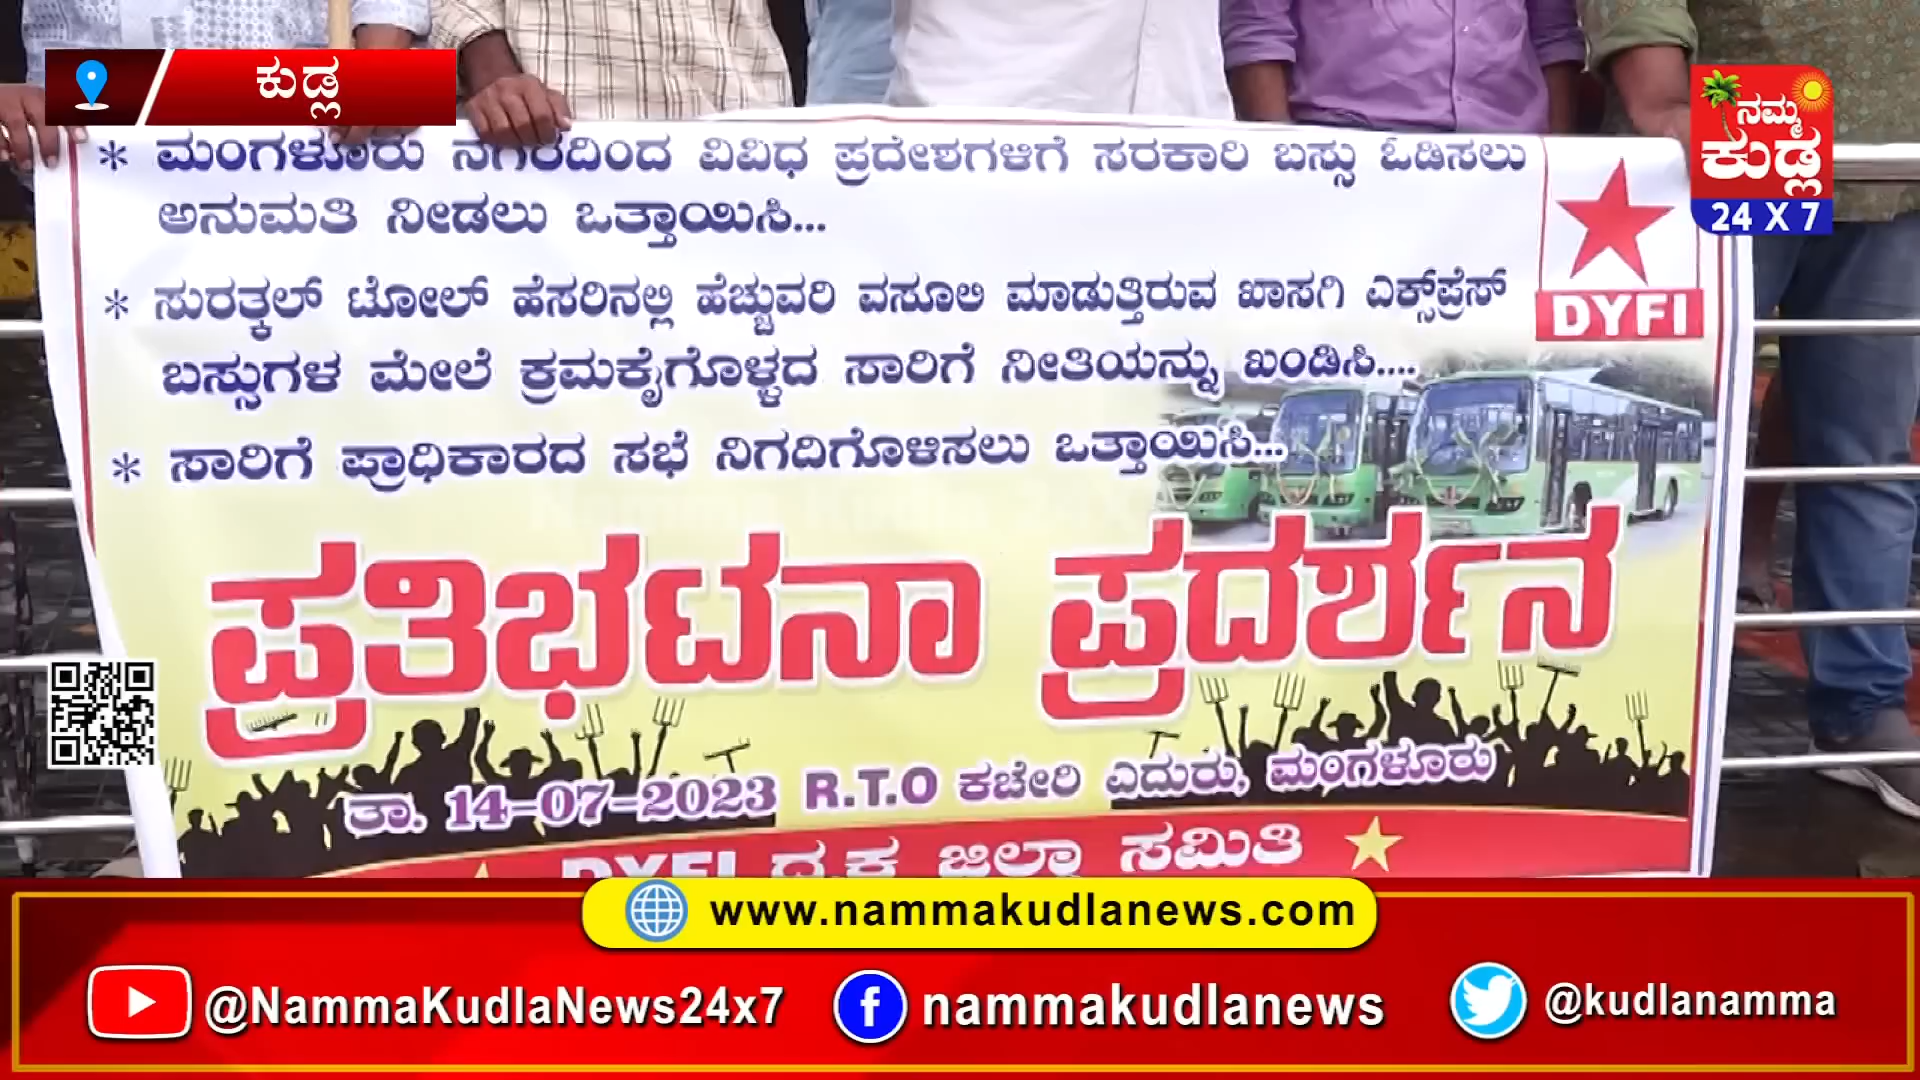 ಕುಡ್ಲ
ನಮ್ಮ
ಕುಡ್ಲ
24 X 7
* ಮಂಗಳೂರು ನಗರದಿಂದ ವಿವಿಧ ಪ್ರದೇಶಗಳಿಗೆ ಸರಕಾರಿ ಬಸ್ಸು ಓಡಿಸಲು
ಅನುಮತಿ ನೀಡಲು ಒತ್ತಾಯಿಸಿ...
* ಸುರತ್ಕಲ್ ಟೋಲ್ ಹೆಸರಿನಲ್ಲಿ ಹೆಚ್ಚುವರಿ ವಸೂಲಿ ಮಾಡುತ್ತಿರುವ ಖಾಸಗಿ ಎಕ್ಸ್‌ಪ್ರೆಸ್
ಬಸ್ಸುಗಳ ಮೇಲೆ ಕ್ರಮಕೈಗೊಳ್ಳದ ಸಾರಿಗೆ ನೀತಿಯನ್ನು ಖಂಡಿಸಿ....
* ಸಾರಿಗೆ ಪ್ರಾಧಿಕಾರದ ಸಭೆ ನಿಗದಿಗೊಳಿಸಲು ಒತ್ತಾಯಿಸಿ...
DYFI
ಪ್ರತಿಭಟನಾ ಪ್ರದರ್ಶನ
ತಾ. 14-07-2023 R.T.O ಕಚೇರಿ ಎದುರು, ಮಂಗಳೂರು
DYFI ದ.ಕ ಜಿಲ್ಲಾ ಸಮಿತಿ
www.nammakudlanews.com
@NammaKudlaNews24x7
nammakudlanews
@kudlanamma